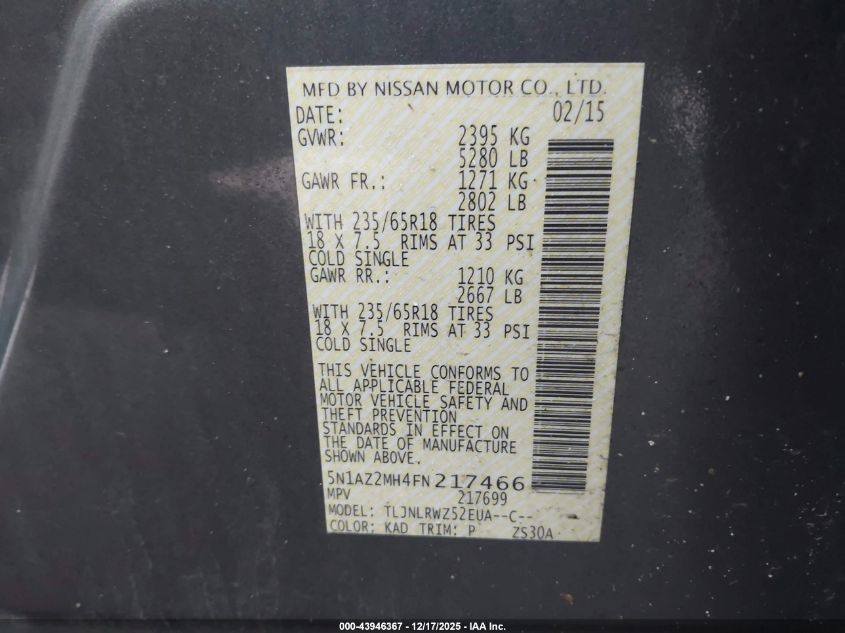 MFD BY NISSAN MOTOR CO., LTD.
DATE: 02/15
GVWR: 2395 KG
5280 LB
GAWR FR.: 1271 KG
2802 LB
WITH 235/65R18 TIRES
18 X 7.5 RIMS AT 33 PSI
COLD SINGLE
GAWR RR.: 1210 KG
2667 LB
WITH 235/65R18 TIRES
18 X 7.5 RIMS AT 33 PSI
COLD SINGLE
THIS VEHICLE CONFORMS TO
ALL APPLICABLE FEDERAL
MOTOR VEHICLE SAFETY AND
THEFT PREVENTION
STANDARDS IN EFFECT ON
THE DATE OF MANUFACTURE
SHOWN ABOVE.
5N1AZ2MH4FN217466
MPV 217699
MODEL: TLJNLRWZ52EUA--C--
COLOR: KAD TRIM: P ZS30A
000-43946367 - 12/17/2025 - IAA Inc.